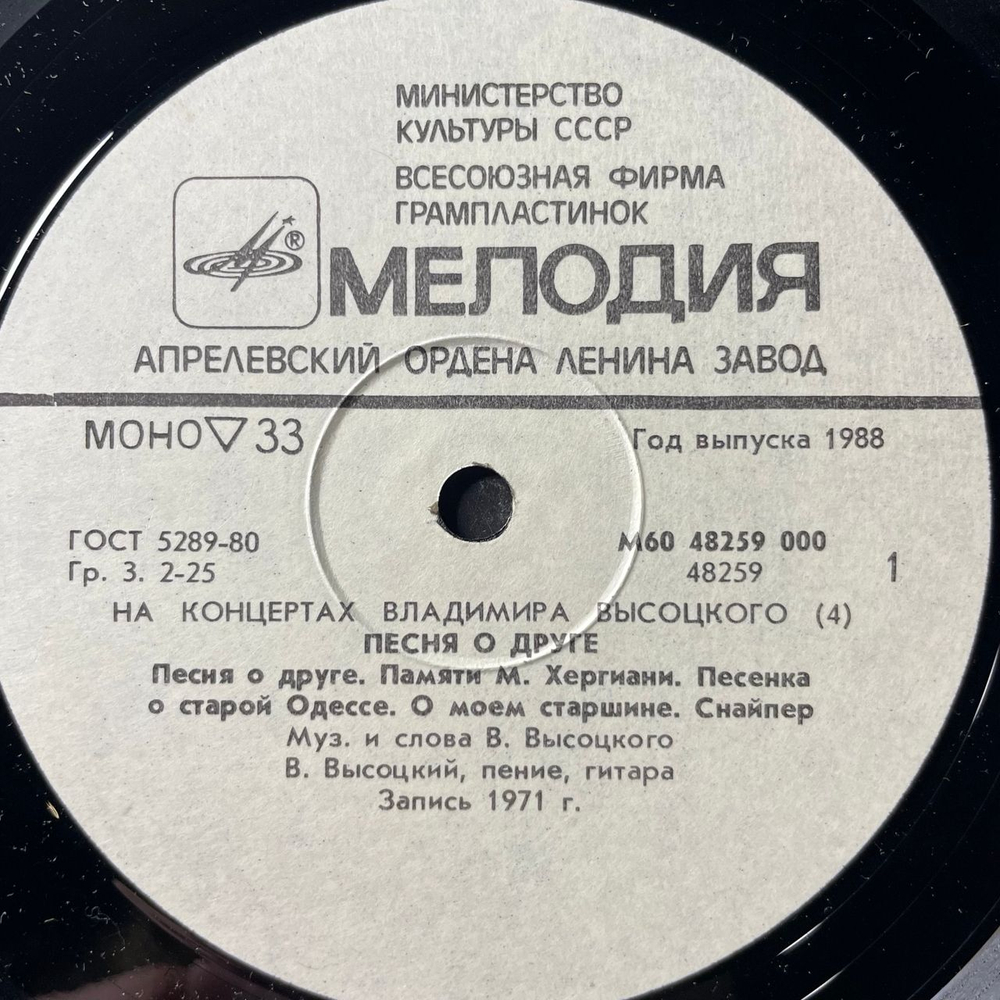 МИНИСТЕРСТВО
КУЛЬТУРЫ СССР
ВСЕСОЮЗНАЯ ФИРМА
ГРАМПЛАСТИНОК
®
МЕЛОДИЯ
АПРЕЛЕВСКИЙ ОРДЕНА ЛЕНИНА ЗАВОД
МОНО ▽ 33
Год выпуска 1988
ГОСТ 5289-80
Гр. 3. 2-25
М60 48259 000
48259
1
НА КОНЦЕРТАХ ВЛАДИМИРА ВЫСОЦКОГО (4)
ПЕСНЯ О ДРУГЕ
Песня о друге. Памяти М. Хергиани. Песенка
о старой Одессе. О моем старшине. Снайпер
Муз. и слова В. Высоцкого
В. Высоцкий, пение, гитара
Запись 1971 г.